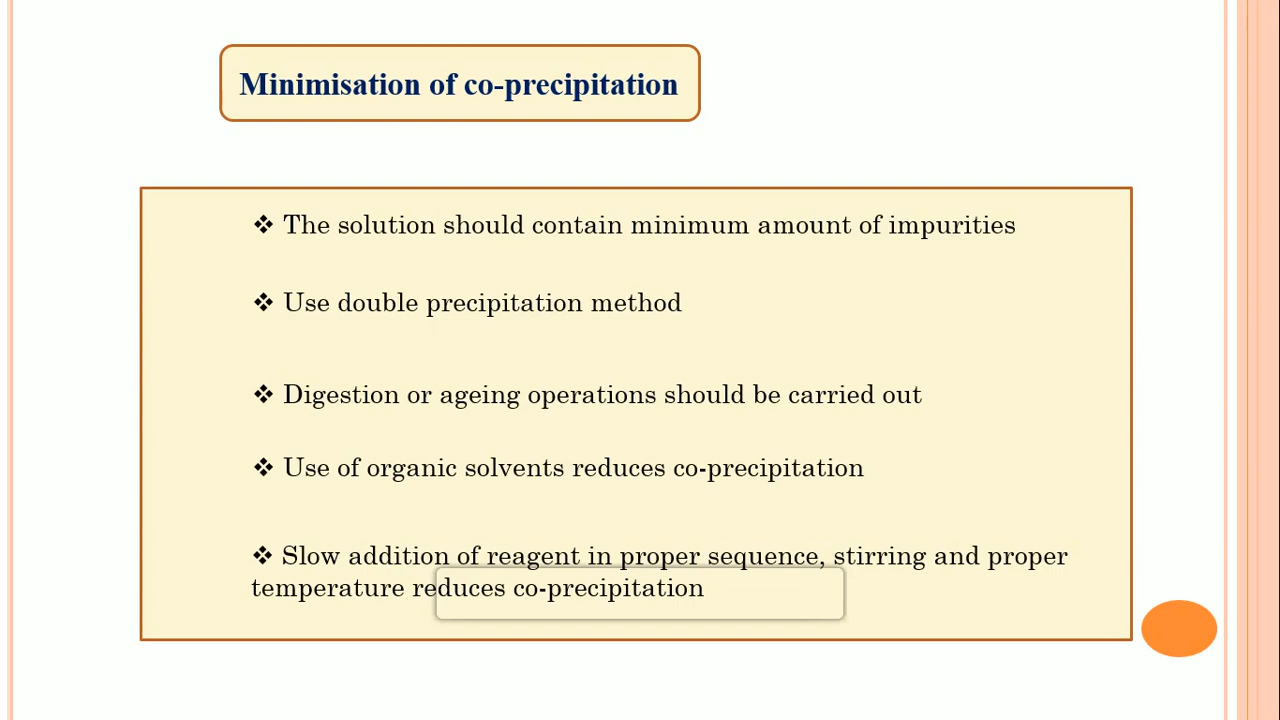 Minimisation of co-precipitation
❖ The solution should contain minimum amount of impurities
❖ Use double precipitation method
❖ Digestion or ageing operations should be carried out
❖ Use of organic solvents reduces co-precipitation
❖ Slow addition of reagent in proper sequence, stirring and proper
temperature reduces co-precipitation